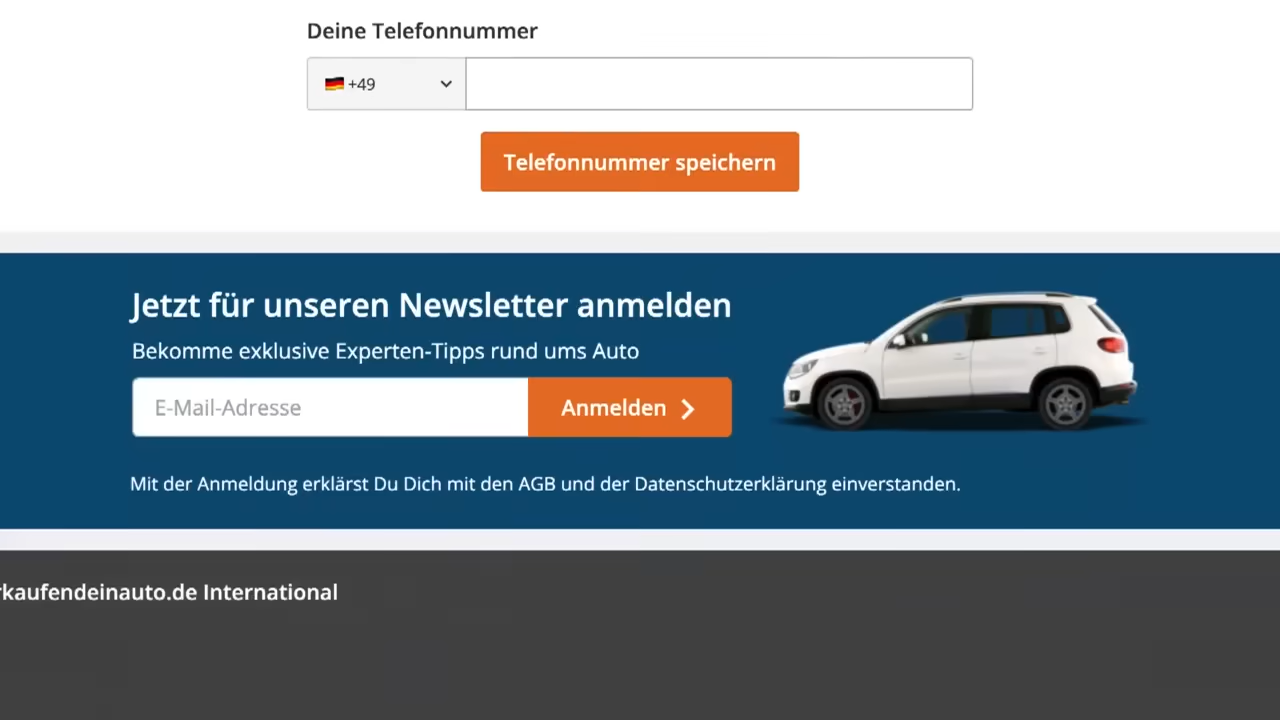 Deine Telefonnummer
+49
Telefonnummer speichern
Jetzt für unseren Newsletter anmelden
Bekomme exklusive Experten-Tipps rund ums Auto
E-Mail-Adresse
Anmelden
Mit der Anmeldung erklärst Du Dich mit den AGB und der Datenschutzerklärung einverstanden.
rkaufendeinauto.de International